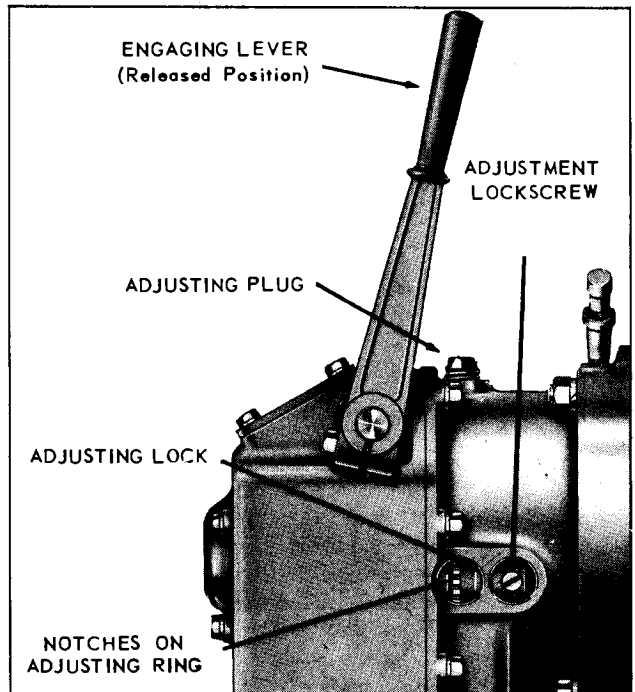 ENGAGING LEVER
(Released Position)
ADJUSTMENT
LOCKSCREW
ADJUSTING PLUG
ADJUSTING LOCK
NOTCHES ON
ADJUSTING RING